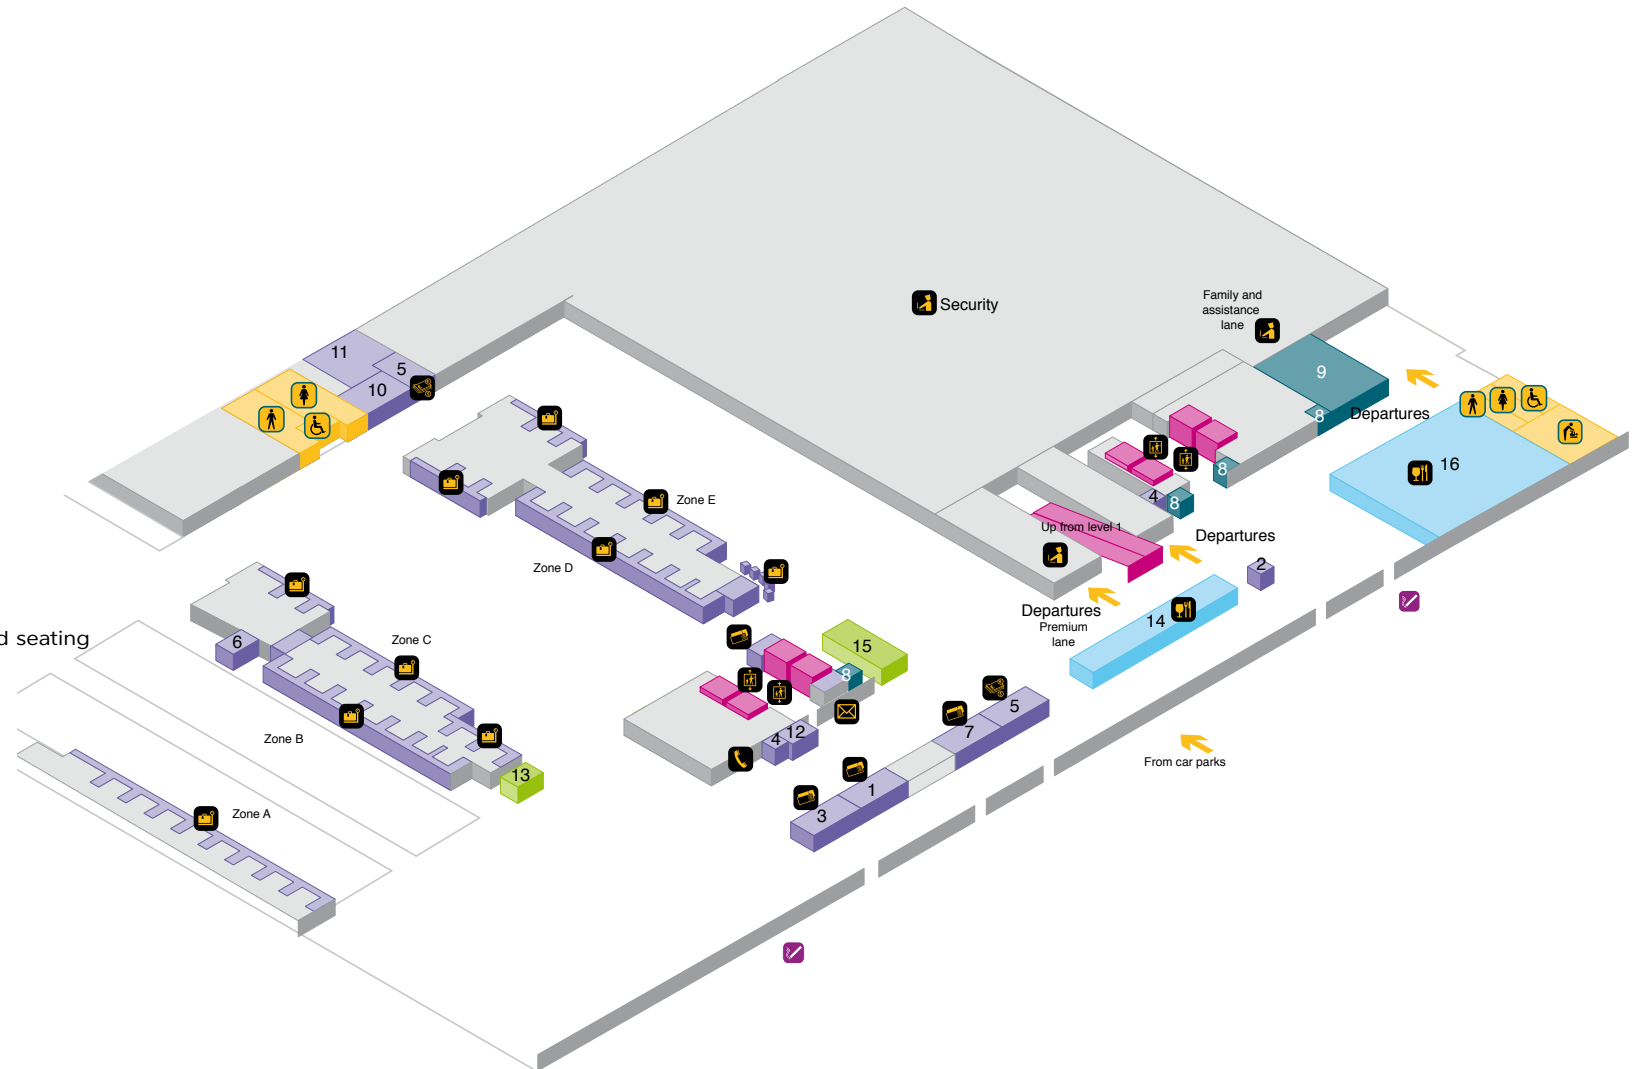 Security
Family and
assistance
lane
11
5
10
9
8
Departures
16
8
4
8
Zone E
Up from level 1
Departures
2
Zone D
Departures
Premium
lane
14
d seating
6
Zone C
15
8
5
7
12
4
Zone B
13
From car parks
1
3
Zone A